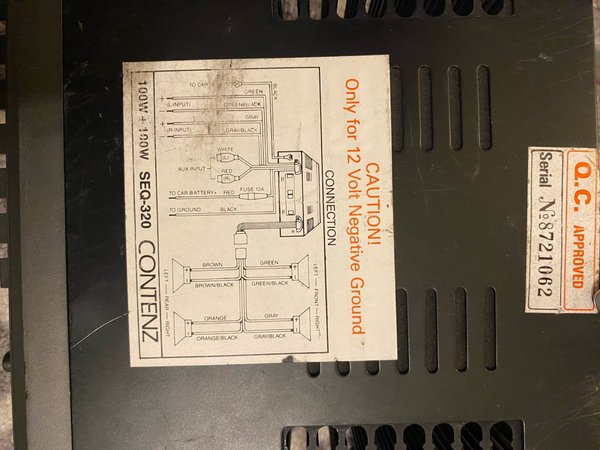 CAUTION!
Only for 12 Volt Negative Ground
CONNECTION
BLACK
TO CAR
GREEN
(L INPUT)
GREEN/BLACK
GRAY
(R INPUT)
GRAY/BLACK
WHITE
(L)
AUX-INPUT
RED
(R)
TO CAR BATTERY+ RED FUSE 12A
TO GROUND BLACK
BROWN GREEN
BROWN/BLACK GREEN/BLACK
ORANGE GRAY
ORANGE/BLACK GRAY/BLACK
LEFT — REAR — RIGHT
LEFT — FRONT — RIGHT
100W + 100W SEQ-320 CONTENZ
Q.C. APPROVED
Serial №8721062